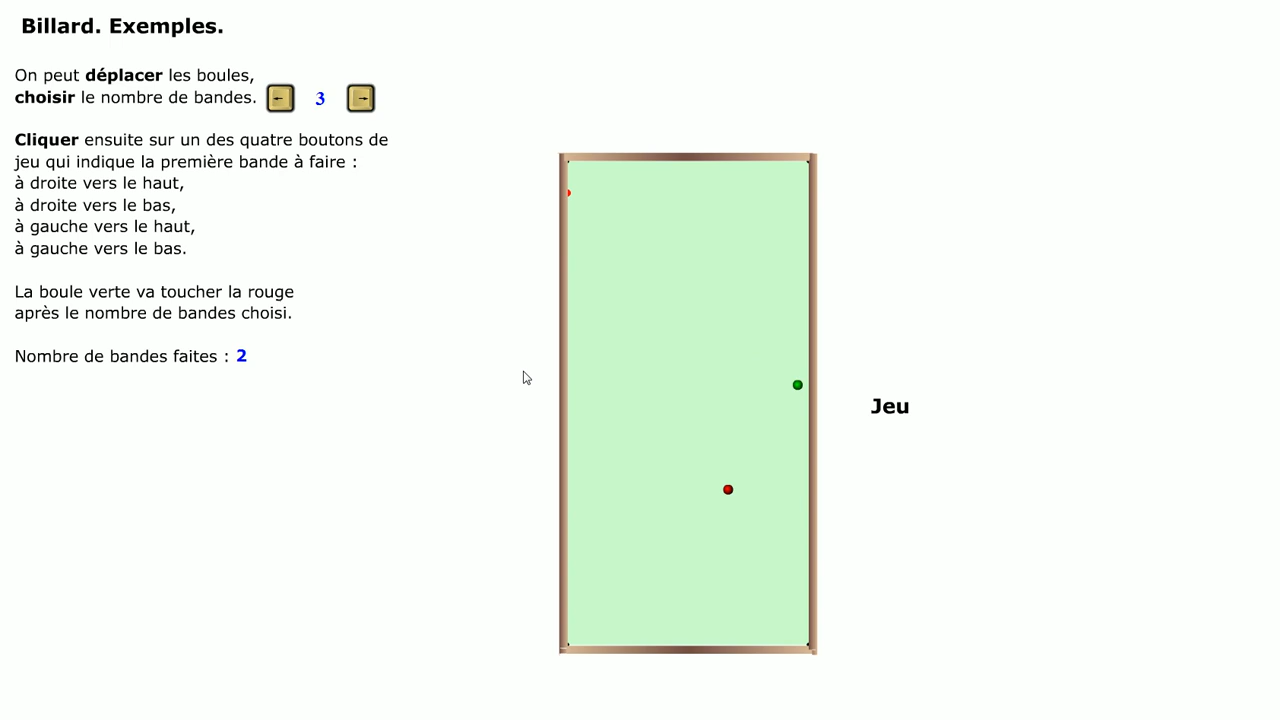 Billard. Exemples.
On peut déplacer les boules,
choisir le nombre de bandes. ← 3 →
Cliquer ensuite sur un des quatre boutons de
jeu qui indique la première bande à faire :
à droite vers le haut,
à droite vers le bas,
à gauche vers le haut,
à gauche vers le bas.
La boule verte va toucher la rouge
après le nombre de bandes choisi.
Nombre de bandes faites : 2
Jeu